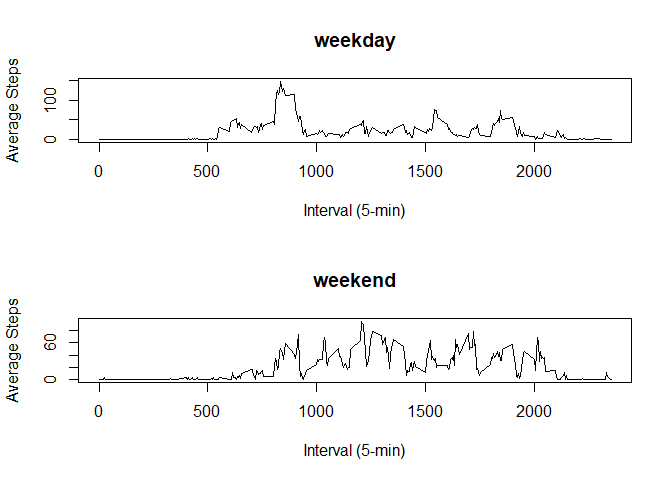 weekday
Average Steps
100
0
0 500 1000 1500 2000
Interval (5-min)
weekend
Average Steps
60
0
0 500 1000 1500 2000
Interval (5-min)